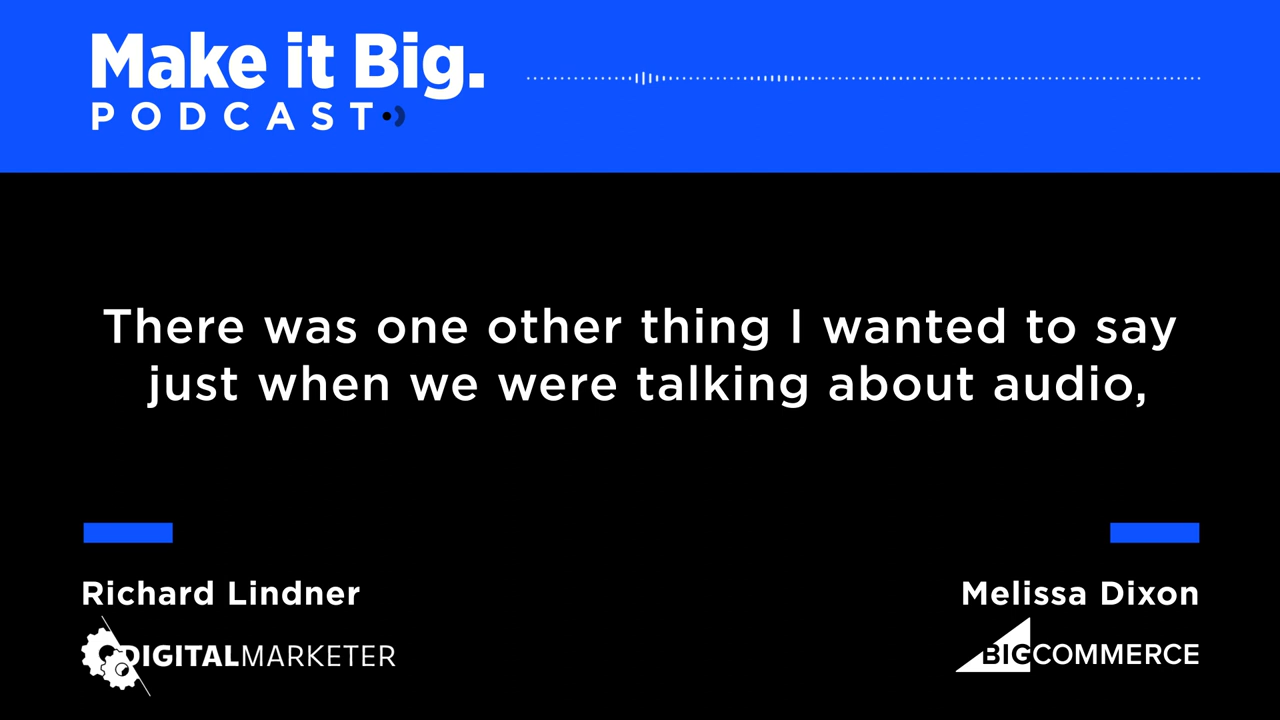 Make it Big.
PODCAST
There was one other thing I wanted to say
just when we were talking about audio,
Richard Lindner
Melissa Dixon
DIGITALMARKETER
BIGCOMMERCE